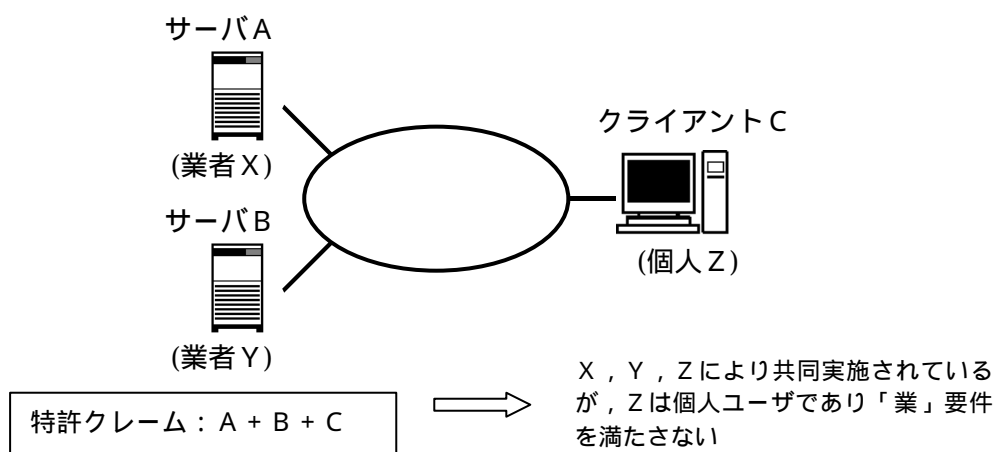 サーバA
(業者X)
クライアントC
サーバB
(個人Z)
(業者Y)
特許クレーム：A + B + C
X，Y，Zにより共同実施されている
が，Zは個人ユーザであり「業」要件
を満たさない